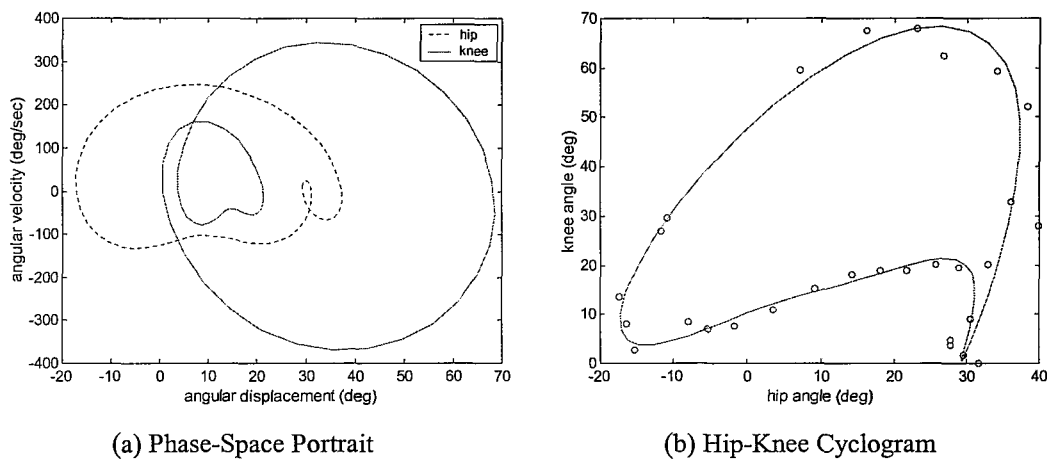 400
300
200
100
0
-100
-200
-300
-400
angular velocity (deg/sec)
hip
knee
-20 -10 0 10 20 30 40 50 60 70
angular displacement (deg)
(a) Phase-Space Portrait
70
60
50
40
30
20
10
0
knee angle (deg)
-20 -10 0 10 20 30 40
hip angle (deg)
(b) Hip-Knee Cyclogram